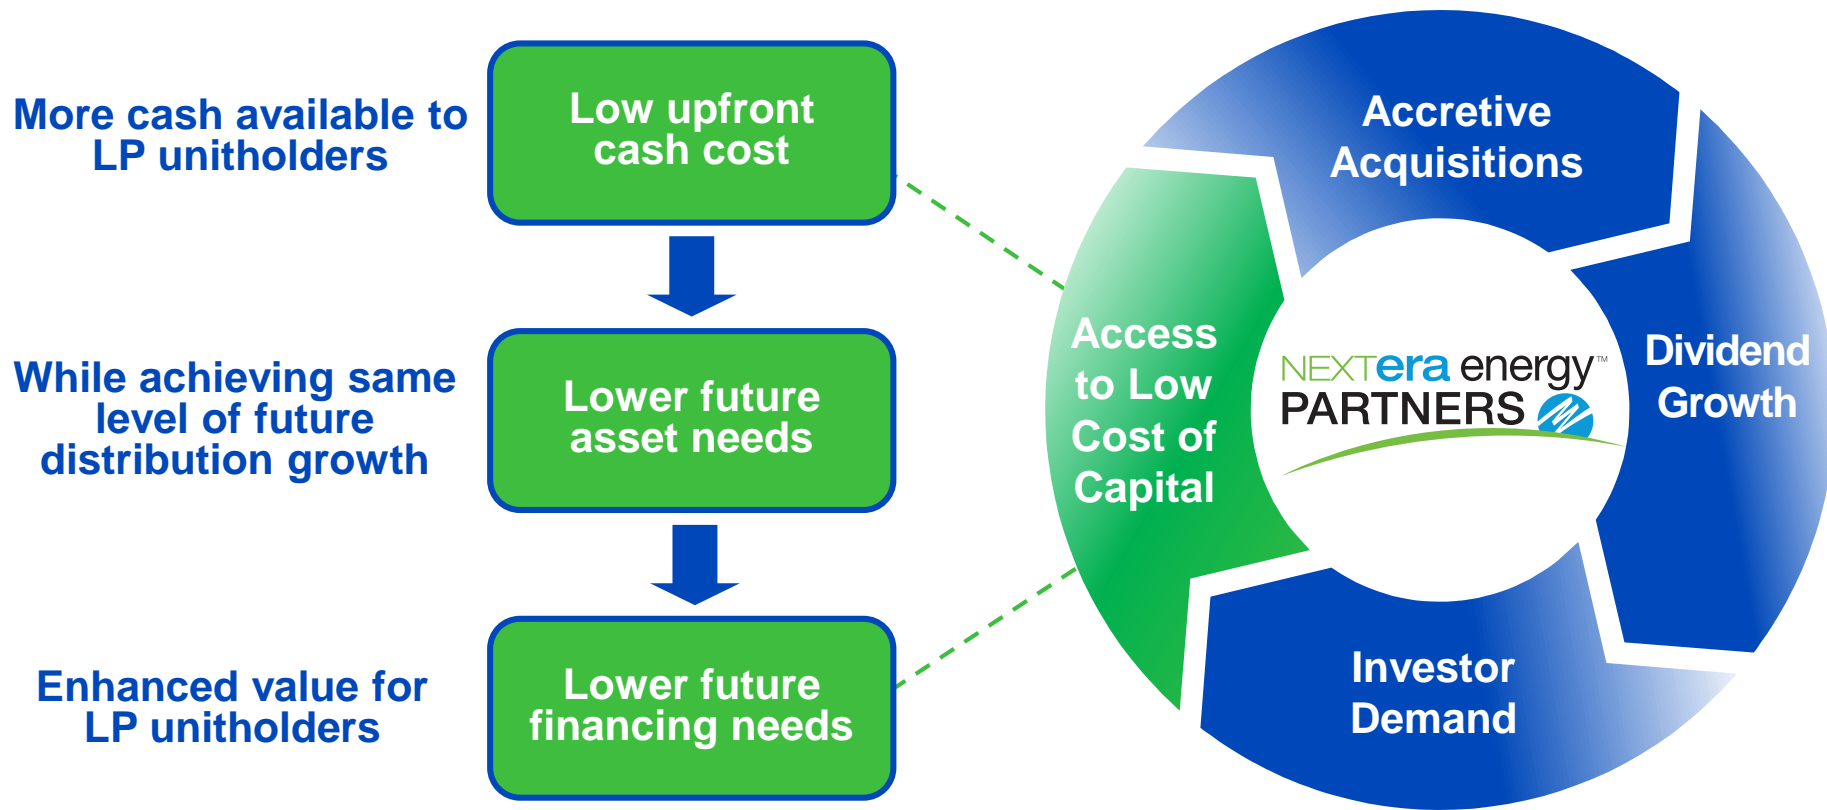 More cash available to
LP unitholders
Low upfront
cash cost
While achieving same
level of future
distribution growth
Lower future
asset needs
Enhanced value for
LP unitholders
Lower future
financing needs
Accretive
Acquisitions
Dividend
Growth
Investor
Demand
Access
to Low
Cost of
Capital
NEXTera energy™
PARTNERS